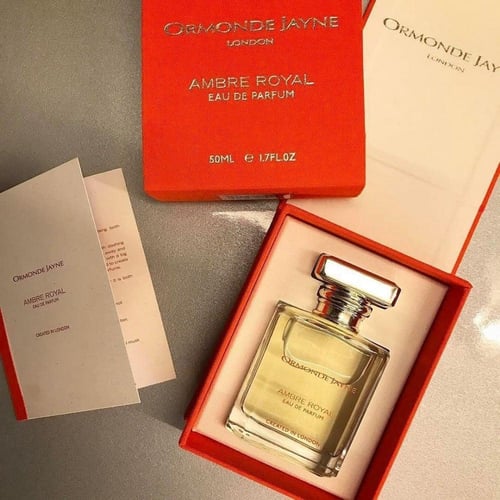 ORMONDE JAYNE
LONDON
AMBRE ROYAL
EAU DE PARFUM
50ML e 1.7FL.OZ
ORMONDE JAYNE
LONDON
ORMONDE JAYNE
AMBRE ROYAL
EAU DE PARFUM
CREATED IN LONDON
ORMONDE JAYNE
AMBRE ROYAL
EAU DE PARFUM
CREATED IN LONDON